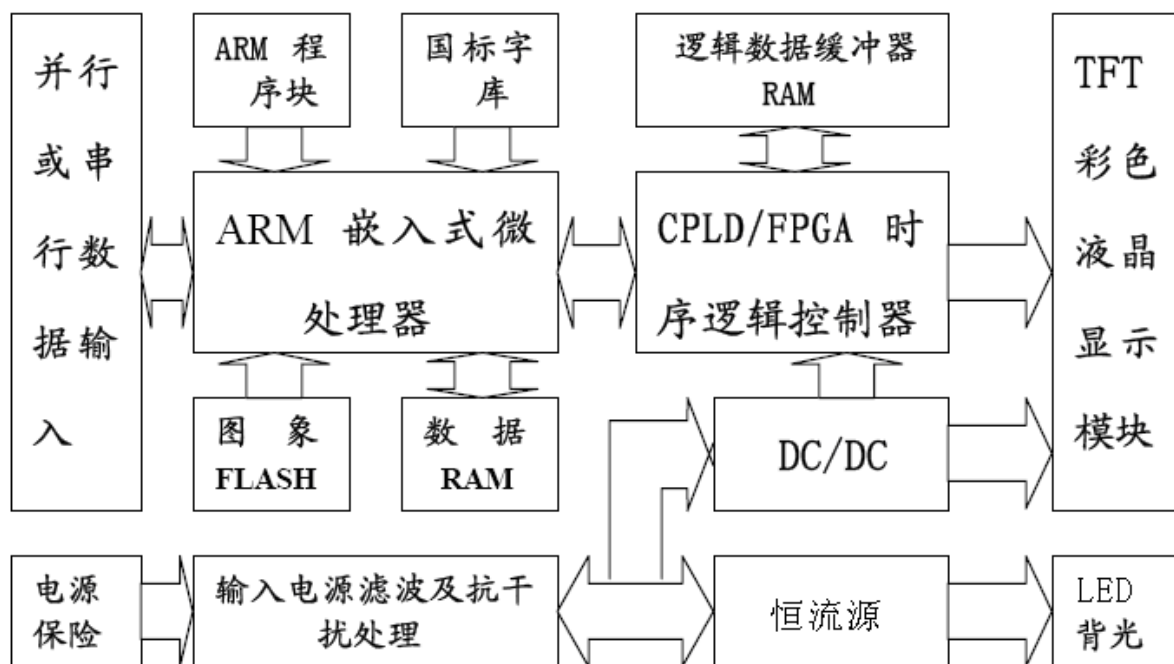 并行
或串
行数
据输
入
ARM 程
序块
国标字
库
逻辑数据缓冲器
RAM
TFT
彩色
液晶
显示
模块
ARM 嵌入式微
处理器
CPLD/FPGA 时
序逻辑控制器
图 象
FLASH
数 据
RAM
DC/DC
电源
保险
输入电源滤波及抗干
扰处理
恒流源
LED
背光